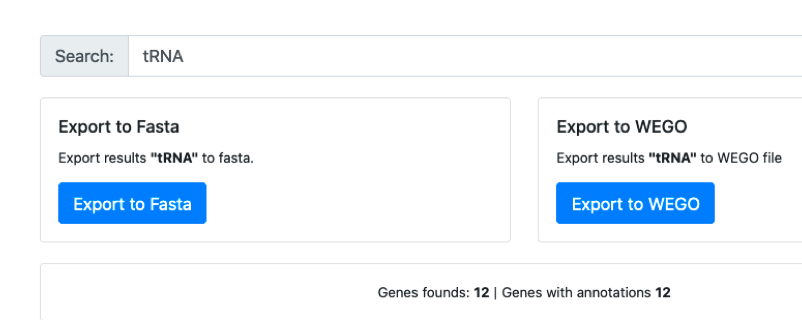 Search: tRNA
Export to Fasta
Export results "tRNA" to fasta.
Export to Fasta
Export to WEGO
Export results "tRNA" to WEGO file
Export to WEGO
Genes founds: 12 | Genes with annotations 12